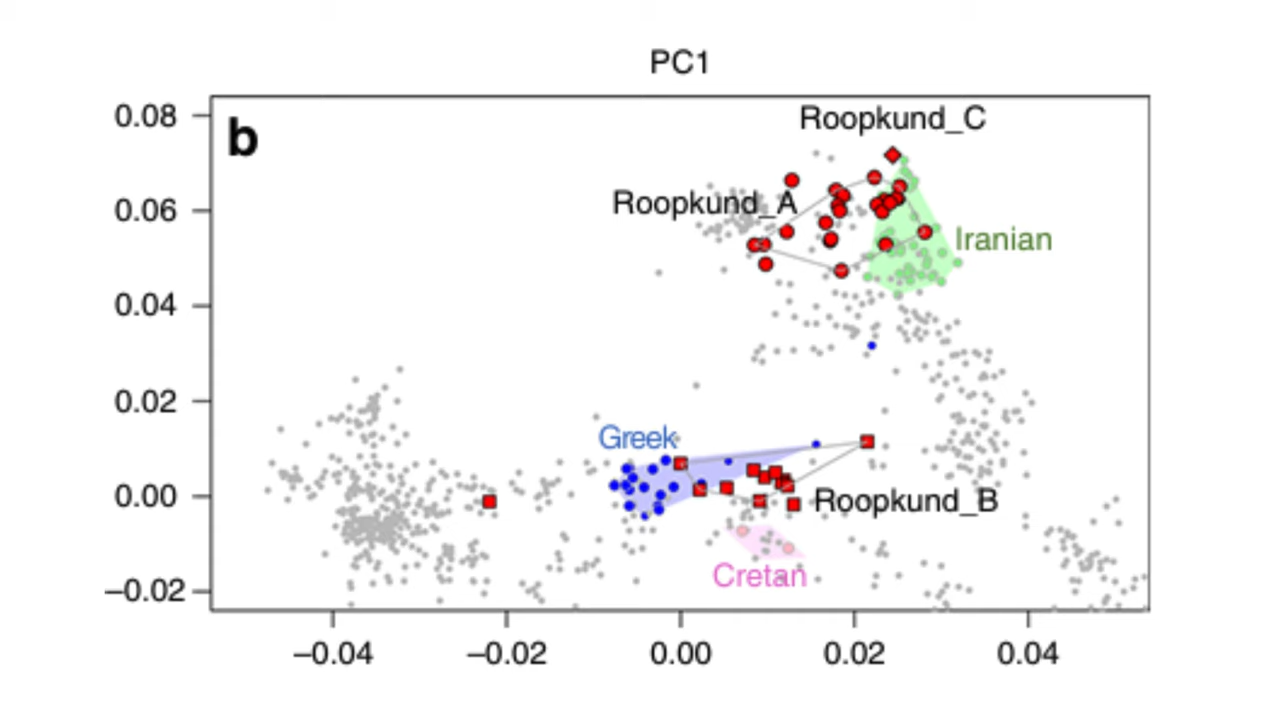 PC1
0.08
b
Roopkund_C
0.06
Roopkund_A
Iranian
0.04
0.02
Greek
0.00
Roopkund_B
Cretan
–0.02
–0.04
–0.02
0.00
0.02
0.04